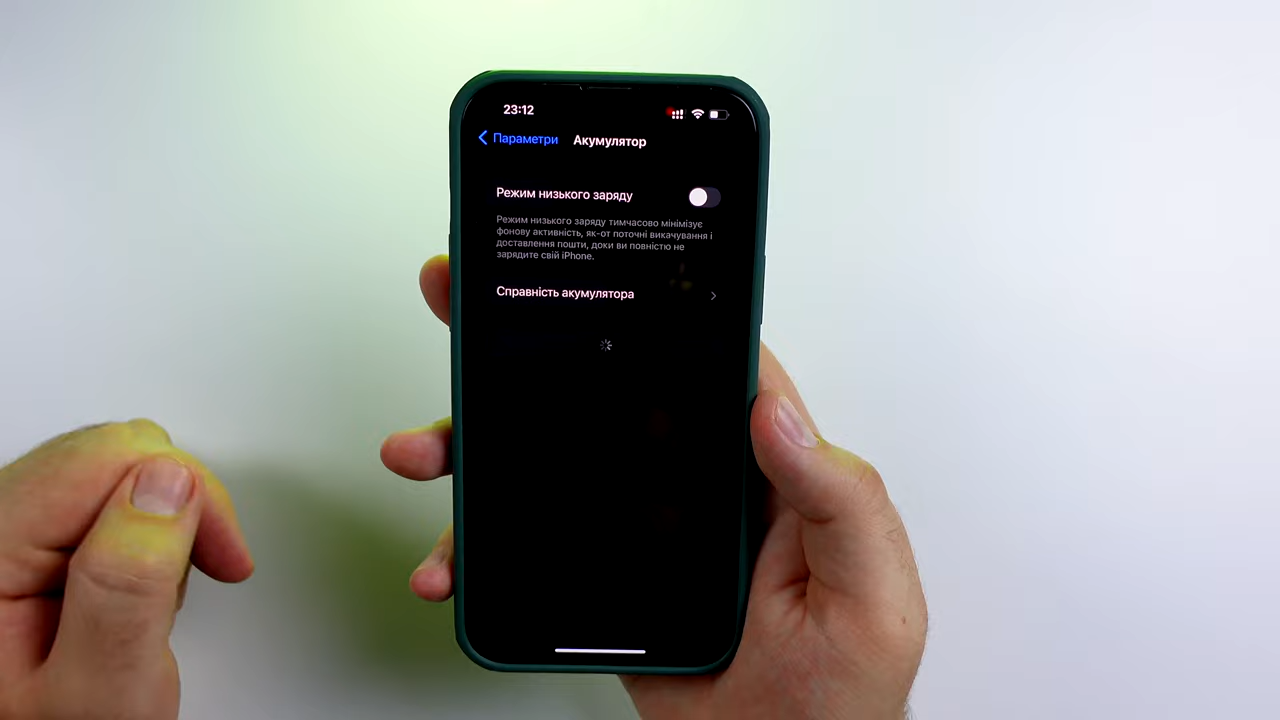 23:12
Параметри Акумулятор
Режим низького заряду
Режим низького заряду тимчасово мінімізує
фонову активність, як-от поточні викачування і
доставлення пошти, доки ви повністю не
зарядите свій iPhone.
Справність акумулятора